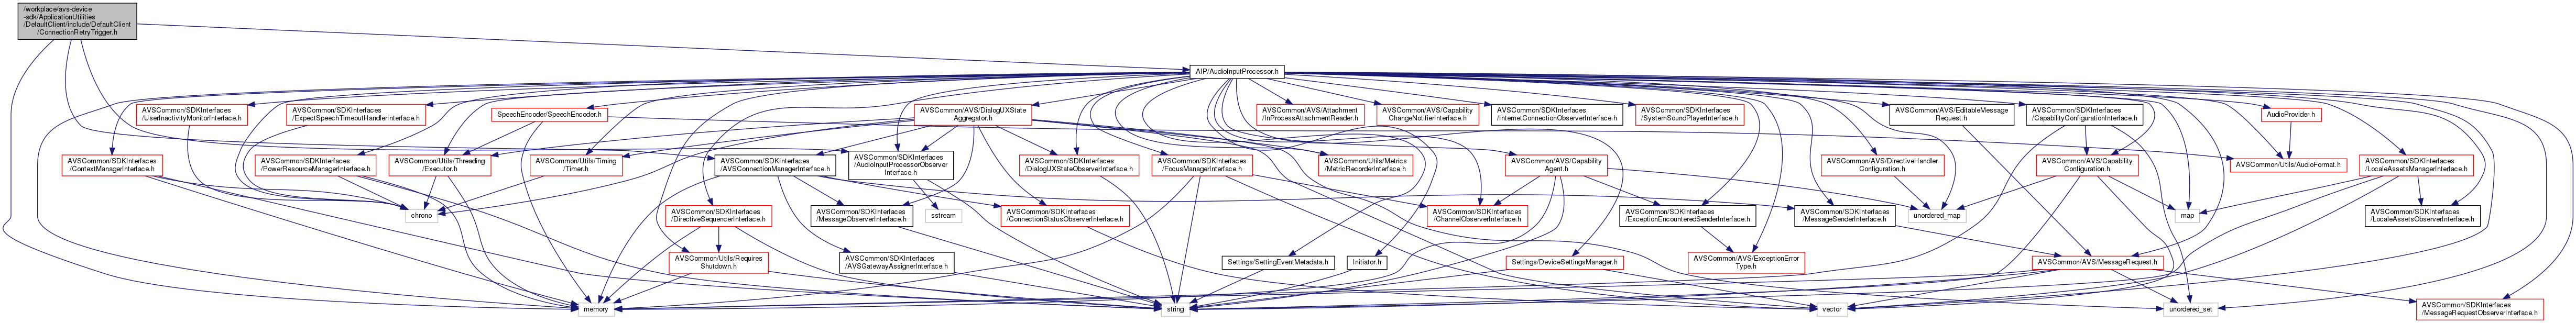 /workplace/avs-device
-sdk/ApplicationUtilities
/DefaultClient/include/DefaultClient
/ConnectionRetryTrigger.h
AIP/AudioInputProcessor.h
AVSCommon/SDKInterfaces
/UserInactivityMonitorInterface.h
AVSCommon/SDKInterfaces
/ExpectSpeechTimeoutHandlerInterface.h
SpeechEncoder/SpeechEncoder.h
AVSCommon/AVS/DialogUXState
Aggregator.h
AVSCommon/AVS/Attachment
/InProcessAttachmentReader.h
AVSCommon/AVS/Capability
ChangeNotifierInterface.h
AVSCommon/SDKInterfaces
/InternetConnectionObserverInterface.h
AVSCommon/SDKInterfaces
/SystemSoundPlayerInterface.h
AVSCommon/AVS/EditableMessage
Request.h
AVSCommon/SDKInterfaces
/CapabilityConfigurationInterface.h
AudioProvider.h
AVSCommon/SDKInterfaces
/ContextManagerInterface.h
AVSCommon/SDKInterfaces
/PowerResourceManagerInterface.h
AVSCommon/Utils/Threading
/Executor.h
AVSCommon/Utils/Timing
/Timer.h
AVSCommon/SDKInterfaces
/AVSConnectionManagerInterface.h
AVSCommon/SDKInterfaces
/AudioInputProcessorObserver
Interface.h
AVSCommon/SDKInterfaces
/DialogUXStateObserverInterface.h
AVSCommon/SDKInterfaces
/FocusManagerInterface.h
AVSCommon/Utils/Metrics
/MetricRecorderInterface.h
AVSCommon/AVS/Capability
Agent.h
AVSCommon/AVS/DirectiveHandler
Configuration.h
AVSCommon/AVS/Capability
Configuration.h
AVSCommon/Utils/AudioFormat.h
AVSCommon/SDKInterfaces
/LocaleAssetsManagerInterface.h
chrono
AVSCommon/SDKInterfaces
/DirectiveSequencerInterface.h
AVSCommon/SDKInterfaces
/MessageObserverInterface.h
sstream
AVSCommon/SDKInterfaces
/ConnectionStatusObserverInterface.h
AVSCommon/SDKInterfaces
/ChannelObserverInterface.h
AVSCommon/SDKInterfaces
/ExceptionEncounteredSenderInterface.h
AVSCommon/SDKInterfaces
/MessageSenderInterface.h
unordered_map
map
AVSCommon/SDKInterfaces
/LocaleAssetsObserverInterface.h
AVSCommon/Utils/Requires
Shutdown.h
AVSCommon/SDKInterfaces
/AVSGatewayAssignerInterface.h
Settings/SettingEventMetadata.h
Initiator.h
Settings/DeviceSettingsManager.h
AVSCommon/AVS/ExceptionError
Type.h
AVSCommon/AVS/MessageRequest.h
memory
string
vector
unordered_set
AVSCommon/SDKInterfaces
/MessageRequestObserverInterface.h